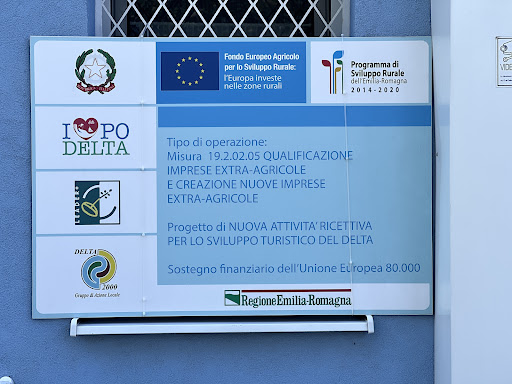 Fondo Europeo Agricolo
per lo Sviluppo Rurale:
l'Europa investe
nelle zone rurali
Programma di
Sviluppo Rurale
dell'Emilia-Romagna
2014-2020
I PO
DELTA
LEADER
DELTA
2000
Gruppo di Azione Locale
Tipo di operazione:
Misura 19.2.02.05 QUALIFICAZIONE
IMPRESE EXTRA-AGRICOLE
E CREAZIONE NUOVE IMPRESE
EXTRA-AGRICOLE
Progetto di NUOVA ATTIVITA' RICETTIVA
PER LO SVILUPPO TURISTICO DEL DELTA
Sostegno finanziario dell'Unione Europea 80.000
RegioneEmilia-Romagna
VIDE